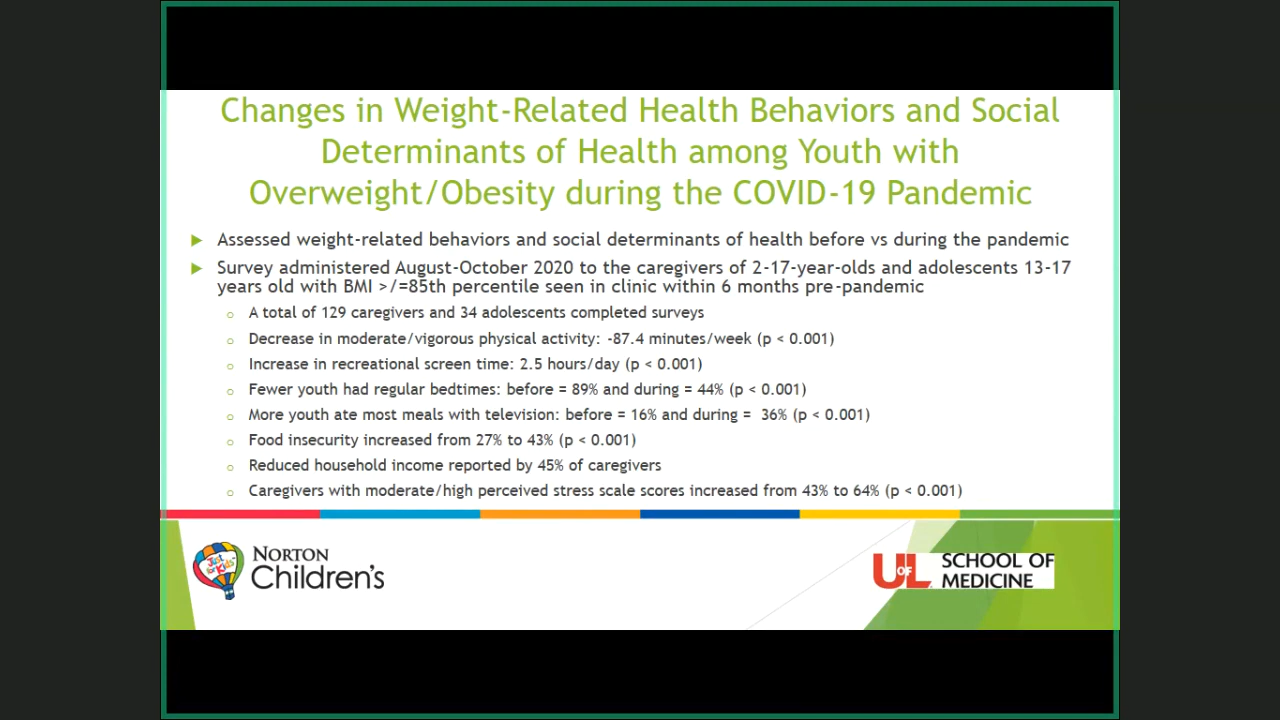 Changes in Weight-Related Health Behaviors and Social
Determinants of Health among Youth with
Overweight/Obesity during the COVID-19 Pandemic
Assessed weight-related behaviors and social determinants of health before vs during the pandemic
Survey administered August-October 2020 to the caregivers of 2-17-year-olds and adolescents 13-17
years old with BMI >/=85th percentile seen in clinic within 6 months pre-pandemic
A total of 129 caregivers and 34 adolescents completed surveys
Decrease in moderate/vigorous physical activity: -87.4 minutes/week (p < 0.001)
Increase in recreational screen time: 2.5 hours/day (p < 0.001)
Fewer youth had regular bedtimes: before = 89% and during = 44% (p < 0.001)
More youth ate most meals with television: before = 16% and during = 36% (p < 0.001)
Food insecurity increased from 27% to 43% (p < 0.001)
Reduced household income reported by 45% of caregivers
Caregivers with moderate/high perceived stress scale scores increased from 43% to 64% (p < 0.001)
Just for Kids
NORTON
Children's
UOFL
SCHOOL OF
MEDICINE